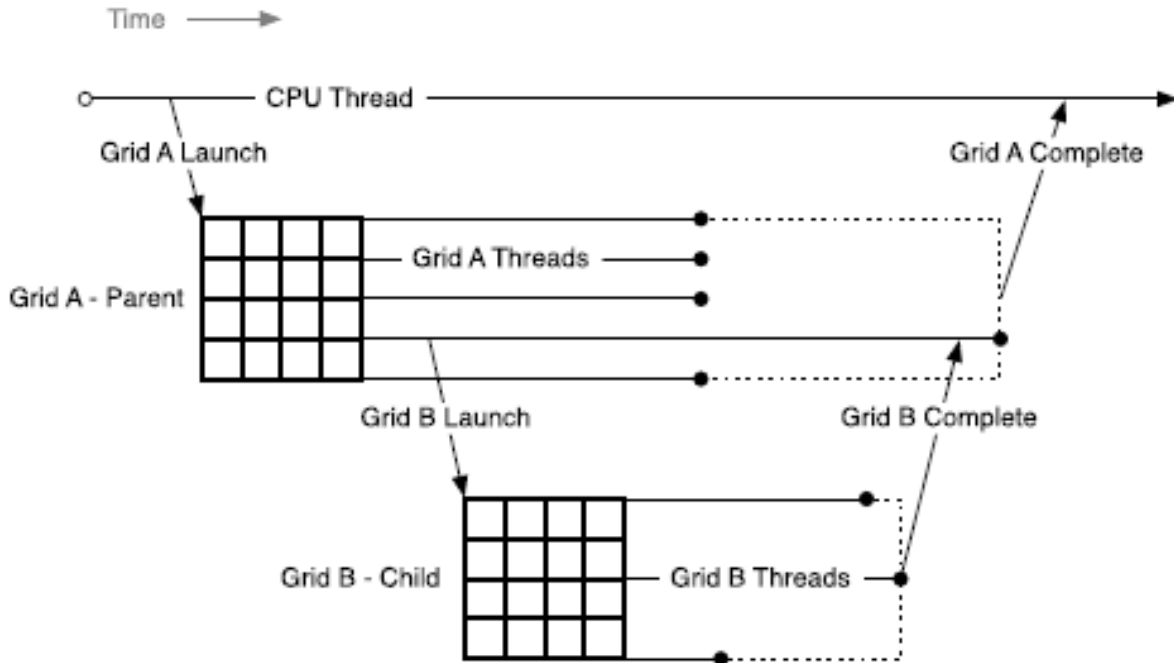 Time
CPU Thread
Grid A Launch
Grid A Complete
Grid A Threads
Grid A - Parent
Grid B Launch
Grid B Complete
Grid B - Child
Grid B Threads